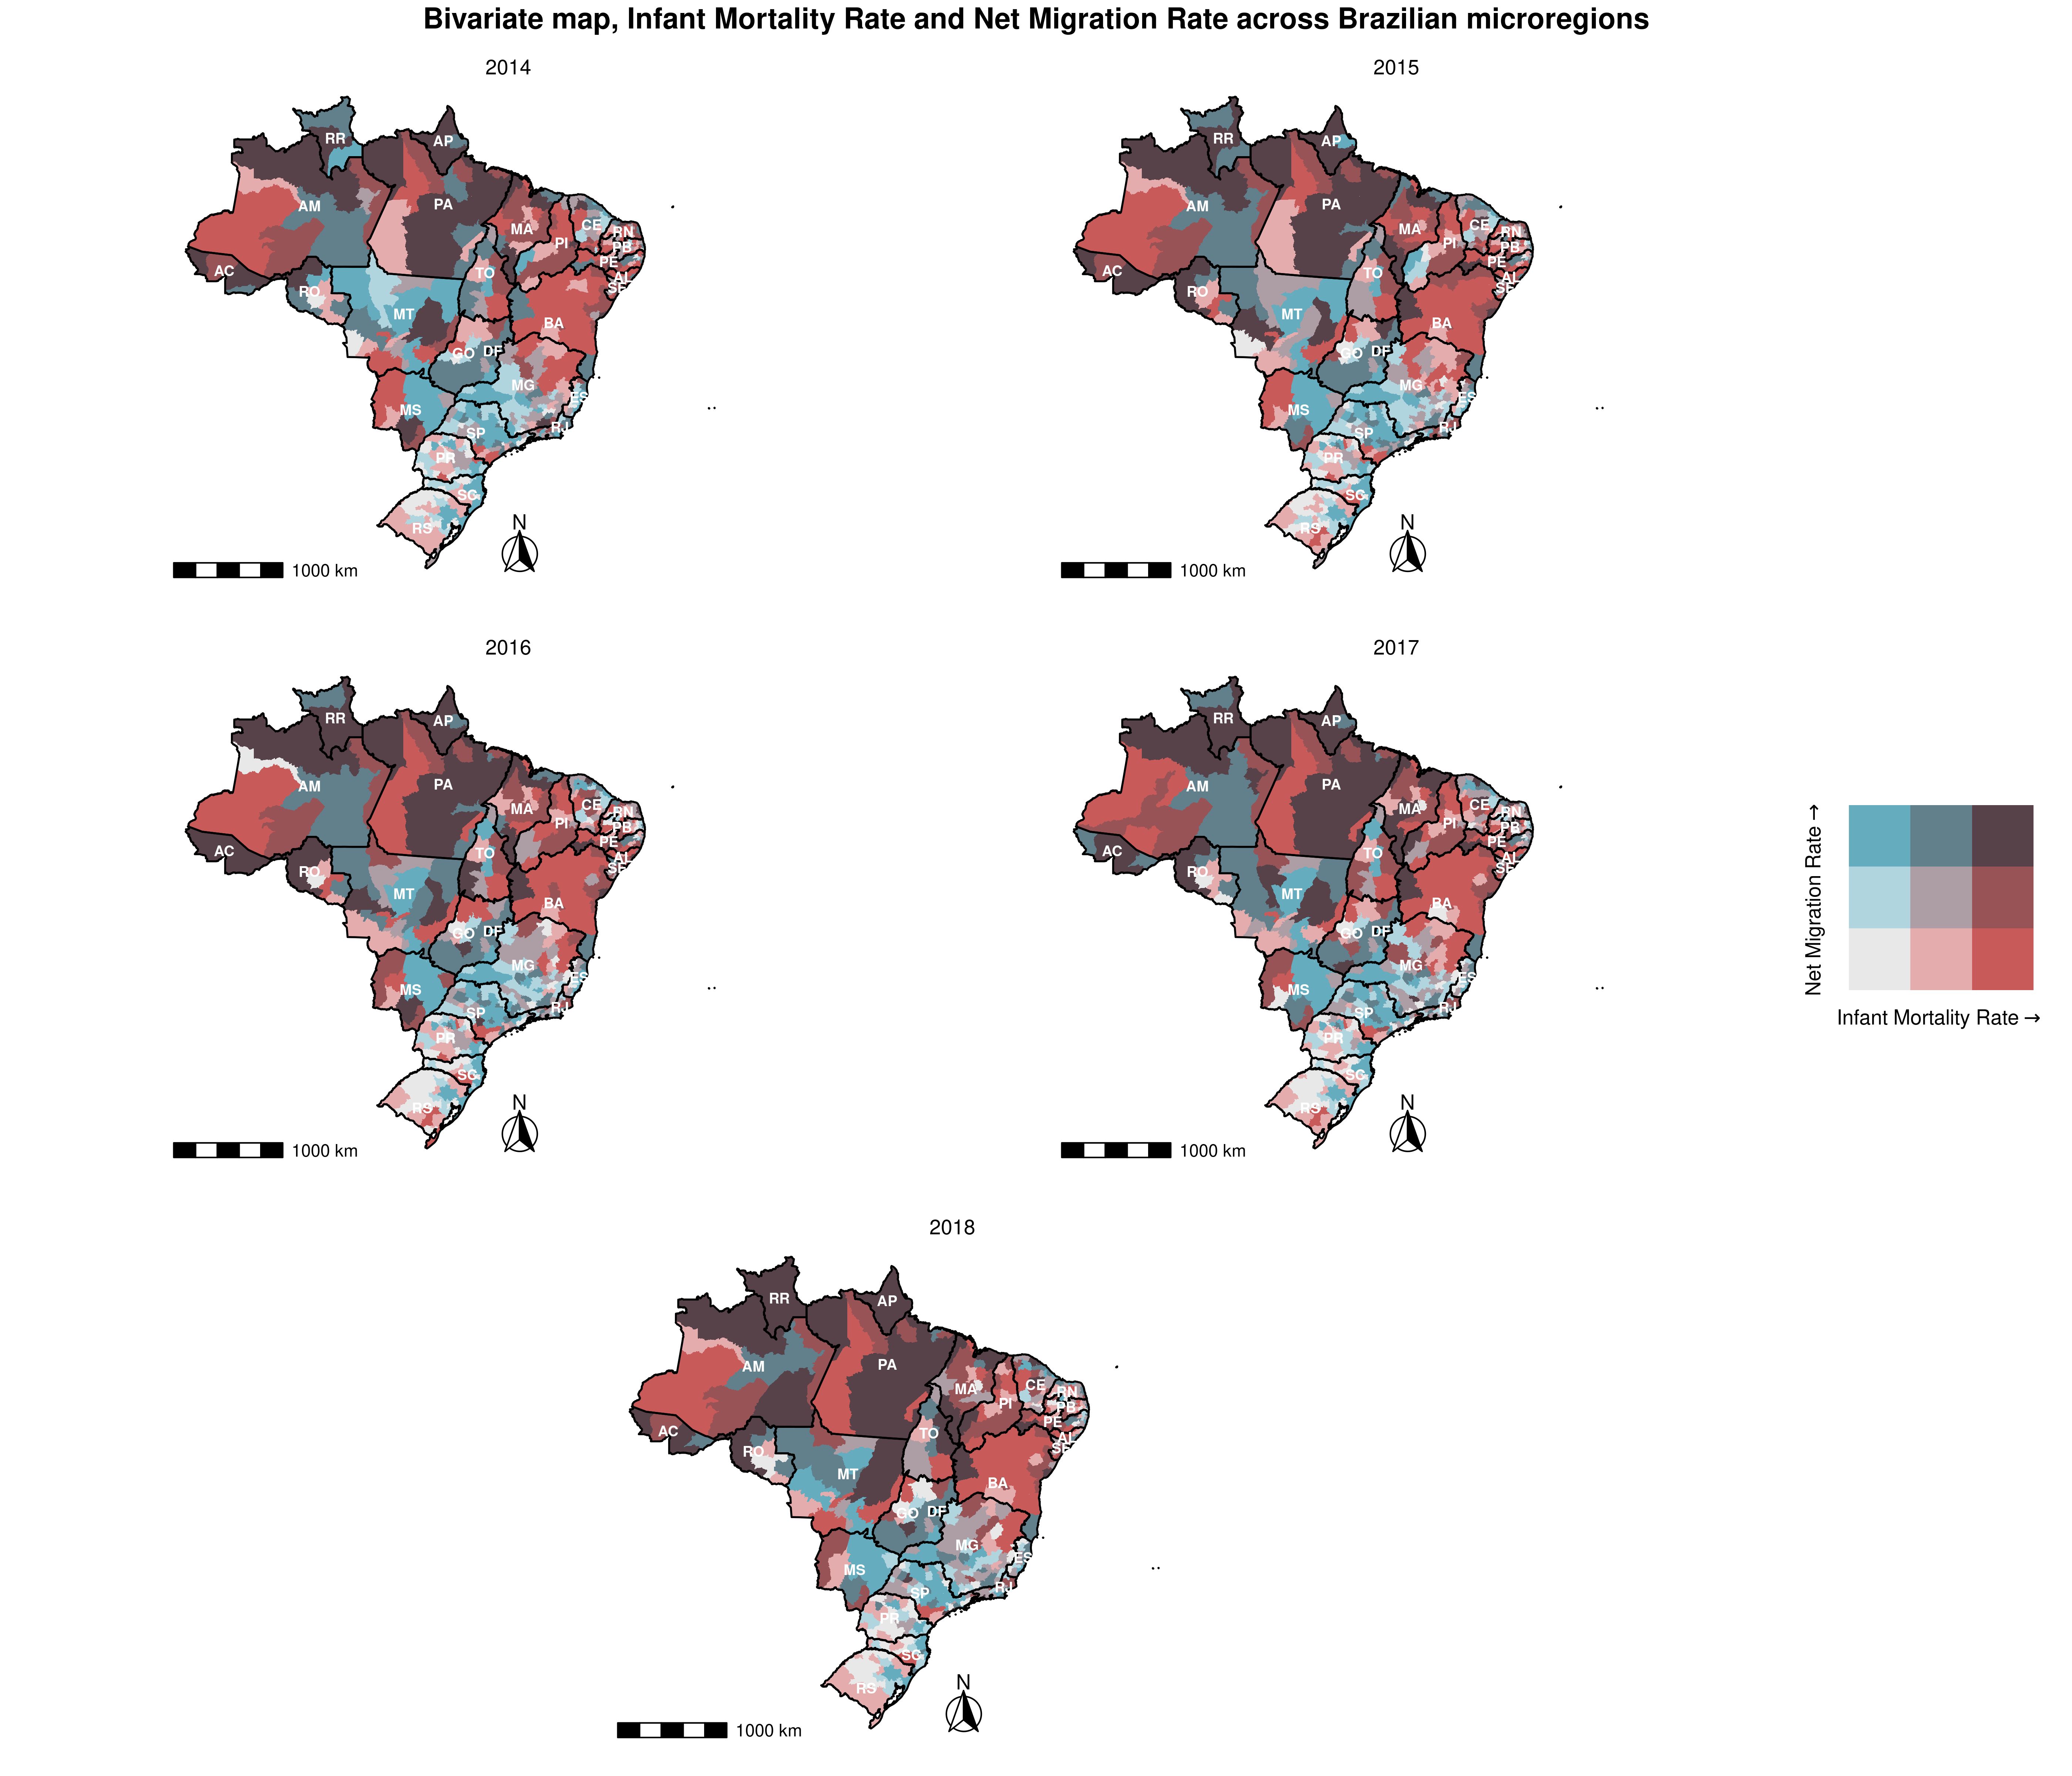 Bivariate map, Infant Mortality Rate and Net Migration Rate across Brazilian microregions
2014
2015
RR
AP
AM
PA
MA
CE
RN
PB
PI
PE
AC
TO
AL
SE
RO
MT
BA
GO
DF
MG
MS
ES
SP
RJ
PR
SC
RS
N
1000 km
RR
AP
AM
PA
MA
CE
RN
PB
PI
PE
AC
TO
AL
SE
RO
MT
BA
GO
DF
MG
MS
ES
SP
RJ
PR
SC
RS
N
1000 km
2016
2017
RR
AP
AM
PA
MA
CE
RN
PB
PI
PE
AC
TO
AL
SE
RO
MT
BA
GO
DF
MG
MS
ES
SP
RJ
PR
SC
RS
N
1000 km
RR
AP
AM
PA
MA
CE
RN
PB
PI
PE
AC
TO
AL
SE
RO
MT
BA
GO
DF
MG
MS
ES
SP
RJ
PR
SC
RS
N
1000 km
Net Migration Rate →
Infant Mortality Rate →
2018
RR
AP
AM
PA
MA
CE
RN
PB
PI
PE
AC
TO
AL
SE
RO
MT
BA
GO
DF
MG
MS
ES
SP
RJ
PR
SC
RS
N
1000 km